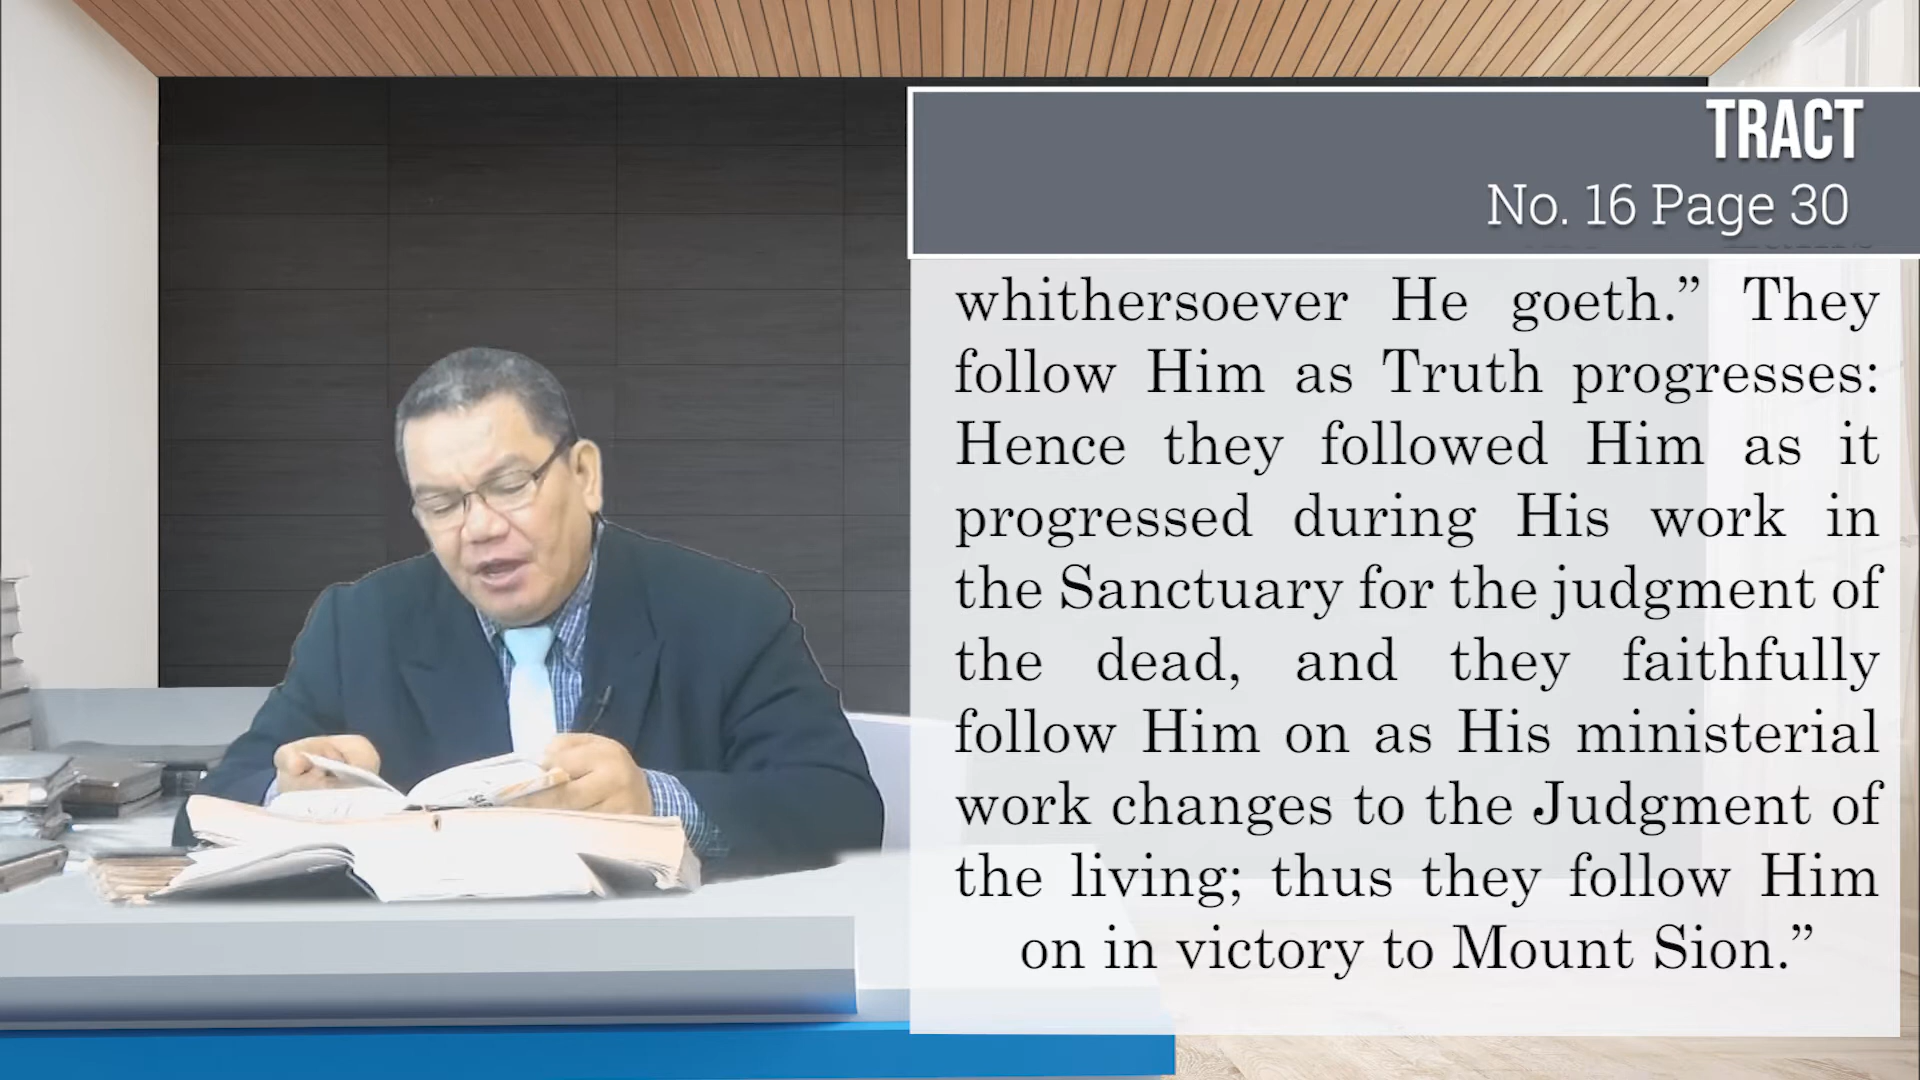 TRACT
No. 16 Page 30
whithersoever He goeth.” They
follow Him as Truth progresses:
Hence they followed Him as it
progressed during His work in
the Sanctuary for the judgment of
the dead, and they faithfully
follow Him on as His ministerial
work changes to the Judgment of
the living; thus they follow Him
on in victory to Mount Sion.”